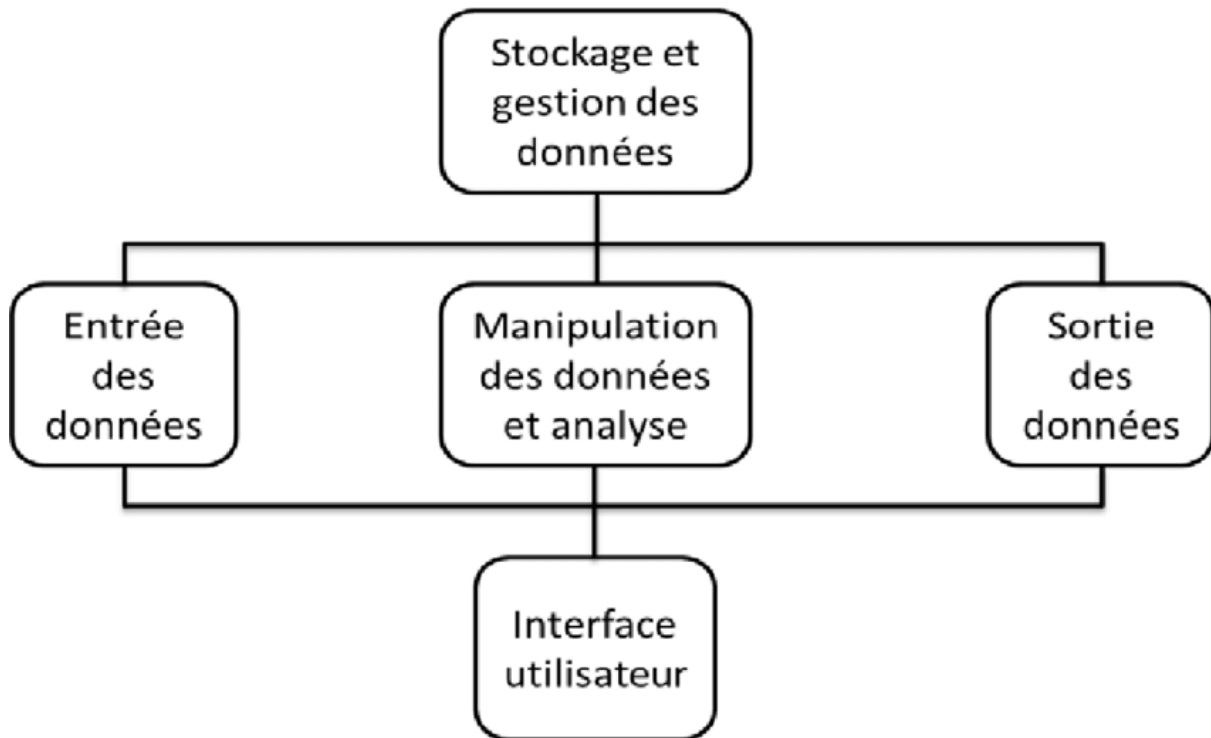 Stockage et
gestion des
données
Entrée
des
données
Manipulation
des données
et analyse
Sortie
des
données
Interface
utilisateur